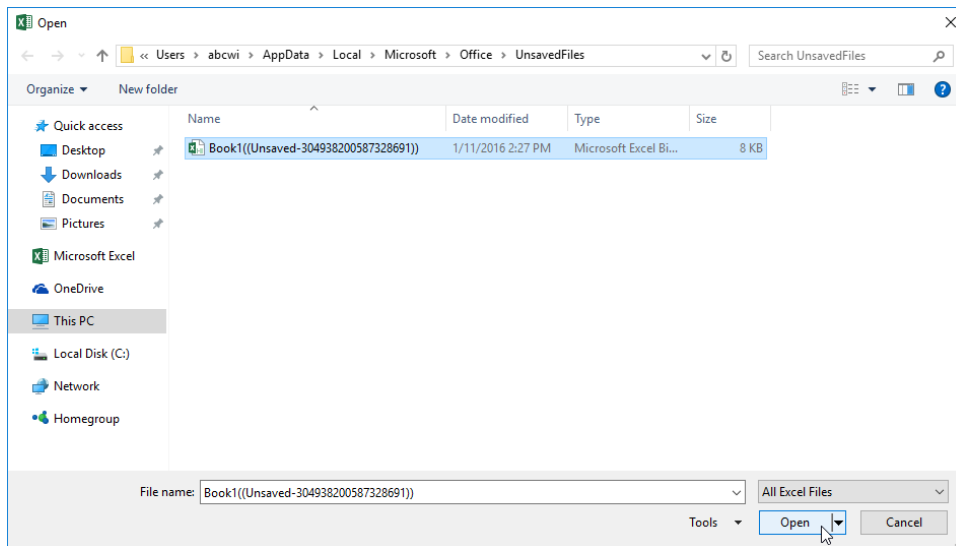 Open
« Users › abcwi › AppData › Local › Microsoft › Office › UnsavedFiles
Search UnsavedFiles
Organize
New folder
Name
Date modified
Type
Size
Book1((Unsaved-304938200587328691))
1/11/2016 2:27 PM
Microsoft Excel Bi...
8 KB
Quick access
Desktop
Downloads
Documents
Pictures
Microsoft Excel
OneDrive
This PC
Local Disk (C:)
Network
Homegroup
File name:
Book1((Unsaved-304938200587328691))
All Excel Files
Tools
Open
Cancel